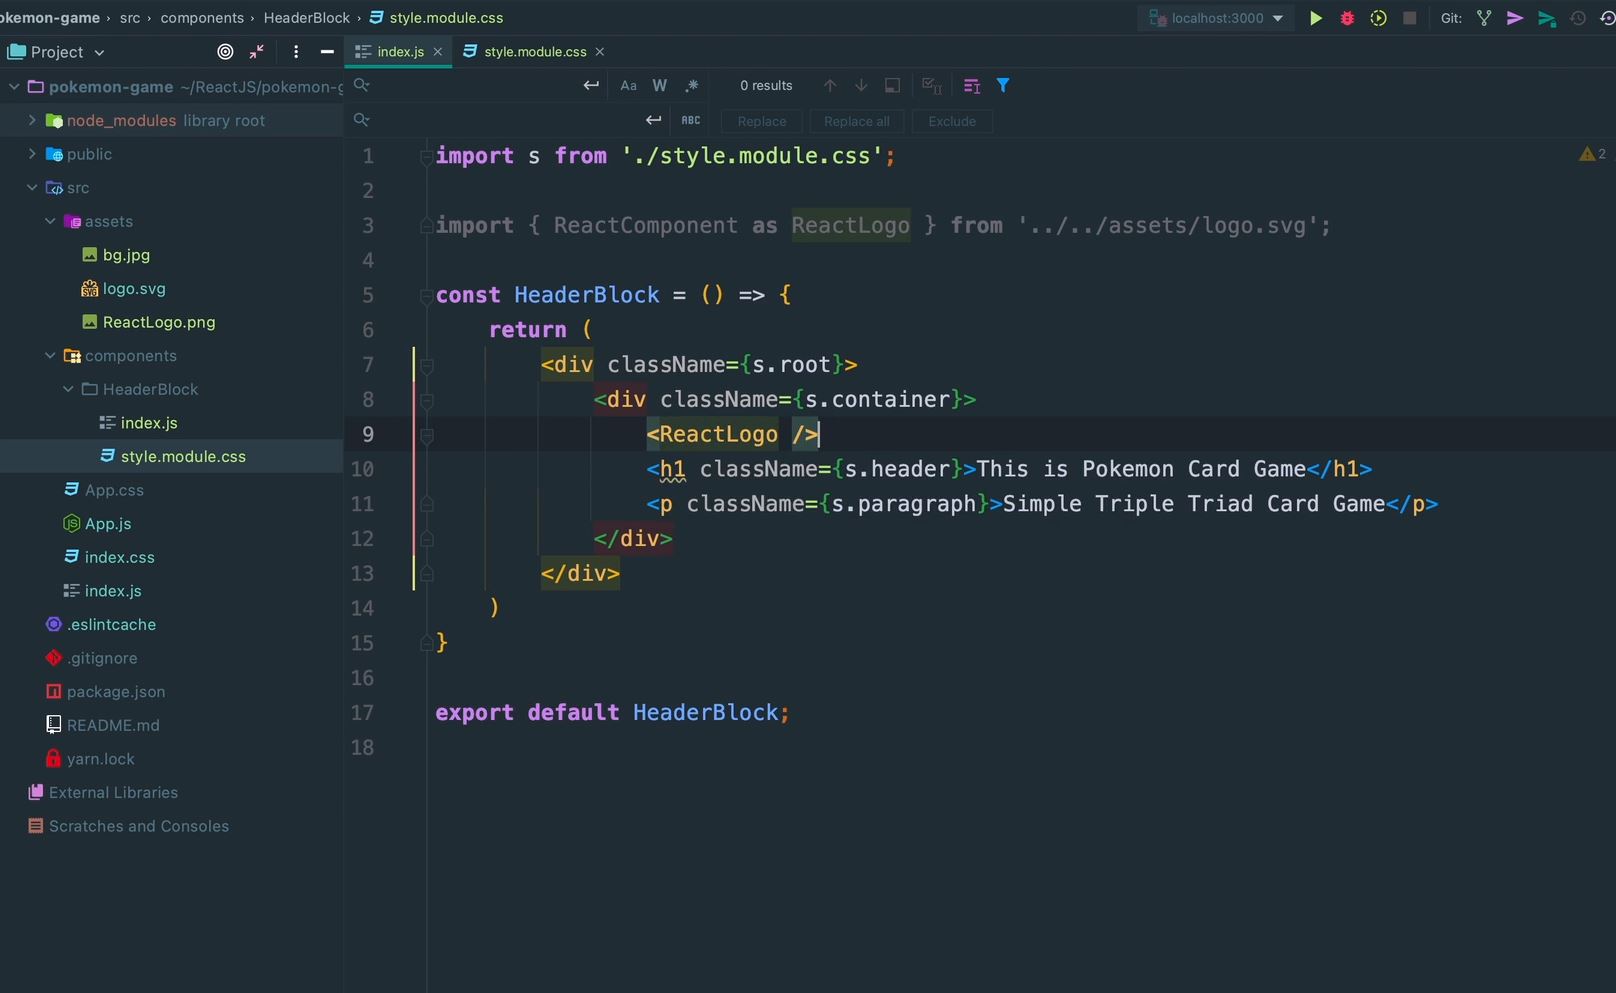 okemon-game › src › components › HeaderBlock › style.module.css
localhost:3000
Git:
Project
index.js ×
style.module.css ×
pokemon-game ~/ReactJS/pokemon-g
Aa W .* 0 results
node_modules library root
ABC Replace Replace all Exclude
public
src
assets
bg.jpg
logo.svg
ReactLogo.png
components
HeaderBlock
index.js
style.module.css
App.css
App.js
index.css
index.js
.eslintcache
.gitignore
package.json
README.md
yarn.lock
External Libraries
Scratches and Consoles
1 import s from './style.module.css';
2
2
3 import { ReactComponent as ReactLogo } from '../../assets/logo.svg';
4
5 const HeaderBlock = () => {
6 return (
7 <div className={s.root}>
8 <div className={s.container}>
9 <ReactLogo />
10 <h1 className={s.header}>This is Pokemon Card Game</h1>
11 <p className={s.paragraph}>Simple Triple Triad Card Game</p>
12 </div>
13 </div>
14 )
15 }
16
17 export default HeaderBlock;
18